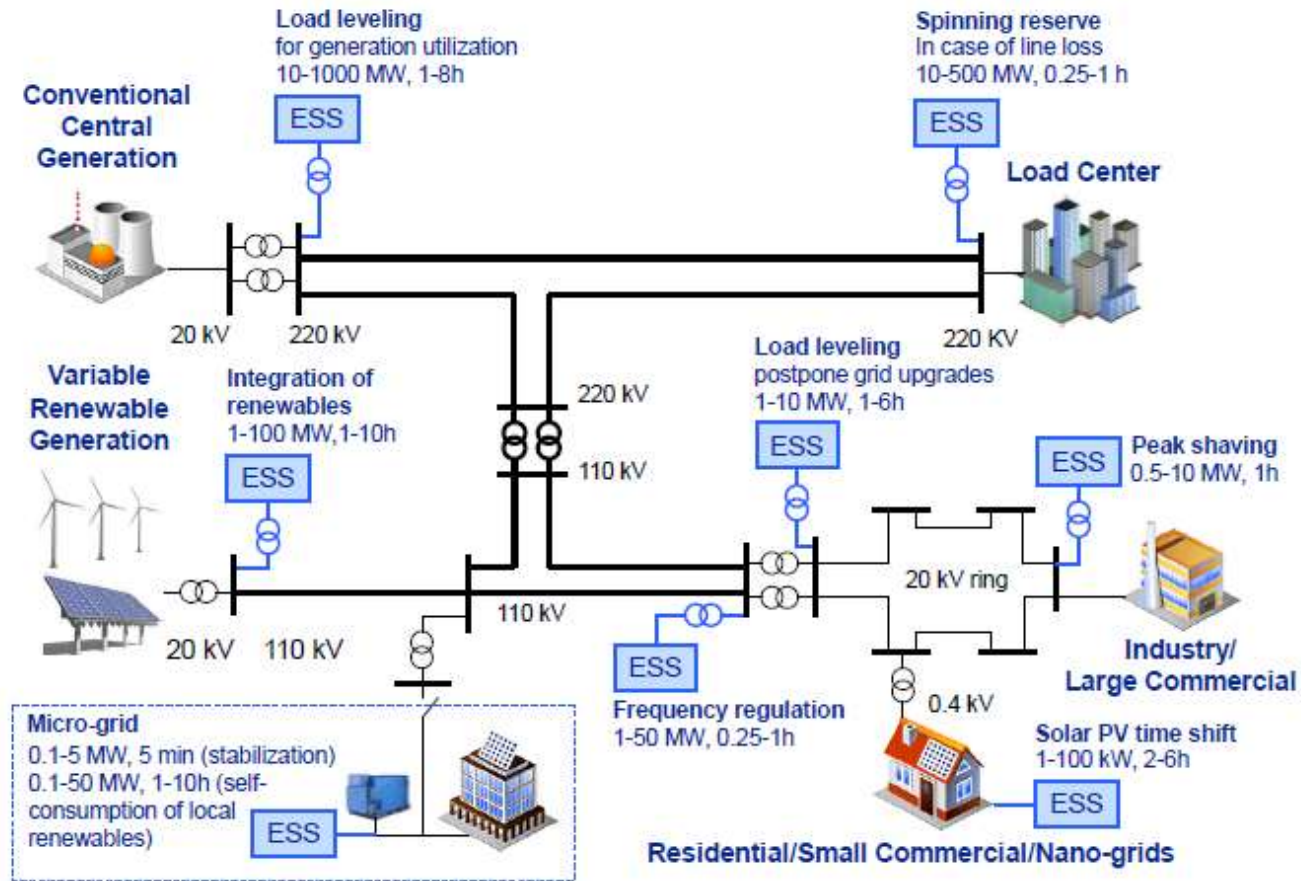 Load leveling
for generation utilization
10-1000 MW, 1-8h
ESS
Spinning reserve
In case of line loss
10-500 MW, 0.25-1 h
ESS
Conventional
Central
Generation
Load Center
20 kV
220 kV
220 KV
Variable
Renewable
Generation
Integration of
renewables
1-100 MW,1-10h
ESS
220 kV
110 kV
Load leveling
postpone grid upgrades
1-10 MW, 1-6h
ESS
ESS
Peak shaving
0.5-10 MW, 1h
20 kV ring
20 kV
110 kV
110 kV
ESS
Frequency regulation
1-50 MW, 0.25-1h
Industry/
Large Commercial
0.4 kV
Solar PV time shift
1-100 kW, 2-6h
ESS
Micro-grid
0.1-5 MW, 5 min (stabilization)
0.1-50 MW, 1-10h (self-
consumption of local
renewables)
ESS
Residential/Small Commercial/Nano-grids